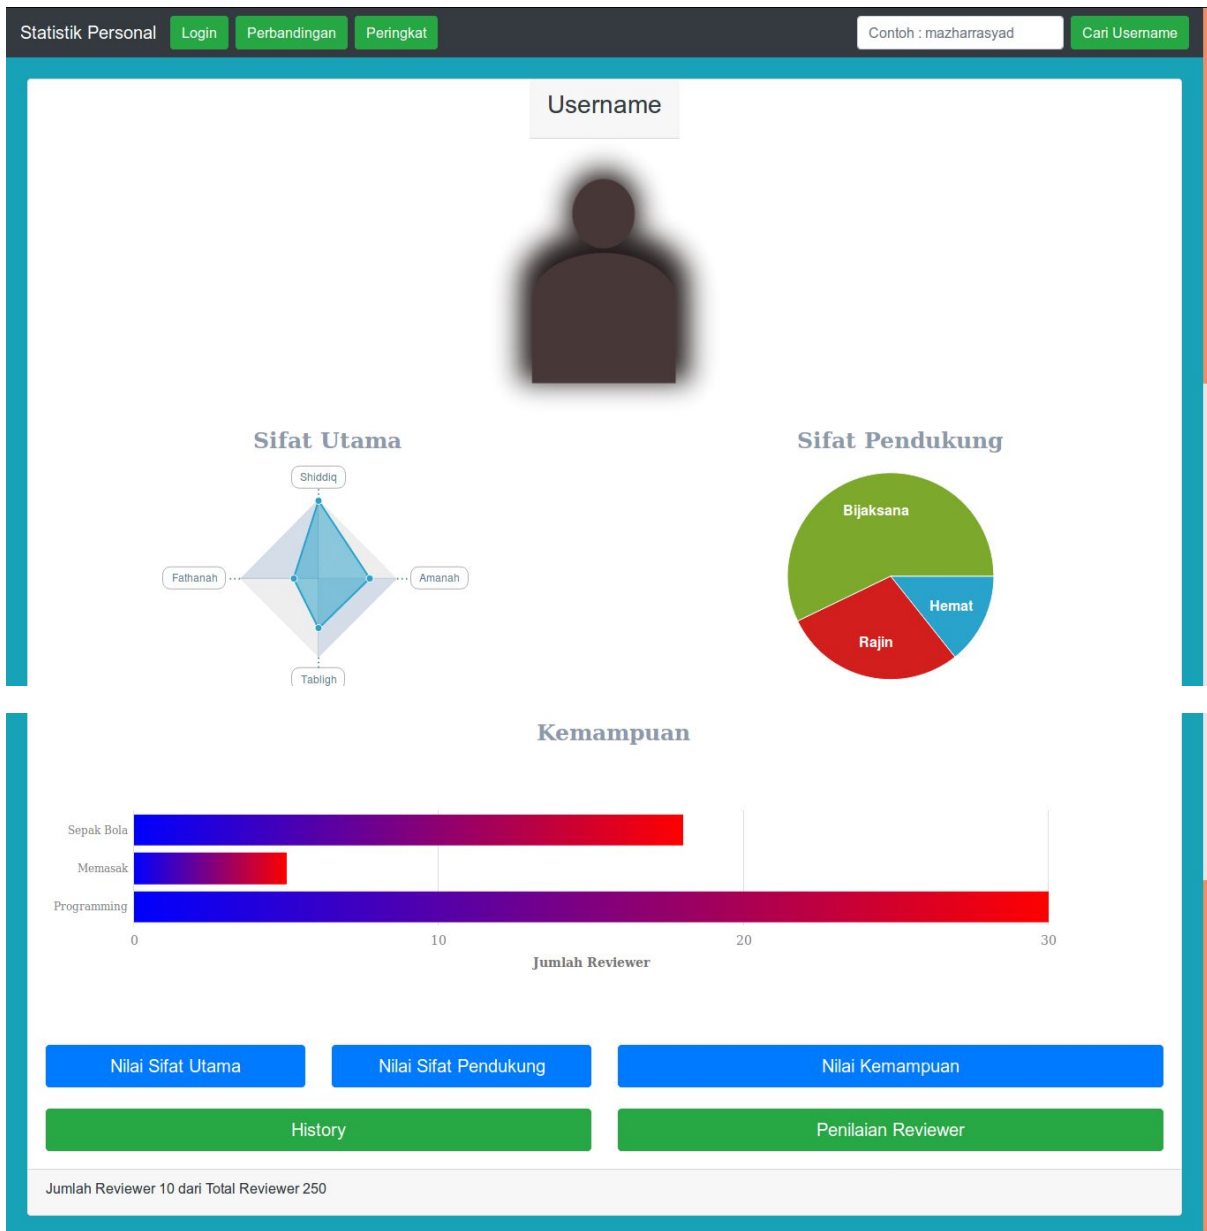 Statistik Personal Login Perbandingan Peringkat Contoh : mazharrasyad Cari Username
Username
Sifat Utama
Shiddiq
Fathanah
Amanah
Tabligh
Sifat Pendukung
Bijaksana
Hemat
Rajin
Kemampuan
Sepak Bola
Memasak
Programming
0 10 20 30
Jumlah Reviewer
Nilai Sifat Utama Nilai Sifat Pendukung Nilai Kemampuan
History Penilaian Reviewer
Jumlah Reviewer 10 dari Total Reviewer 250